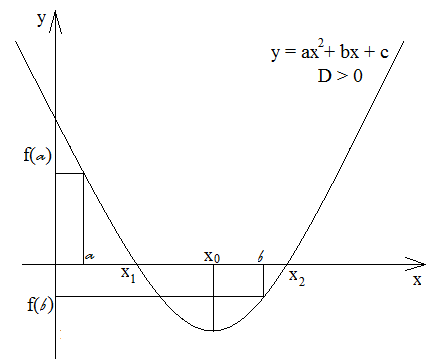 y
y = ax²+ bx + c
D > 0
f(a)
a
x₀
b
x₁
x₂
x
f(b)